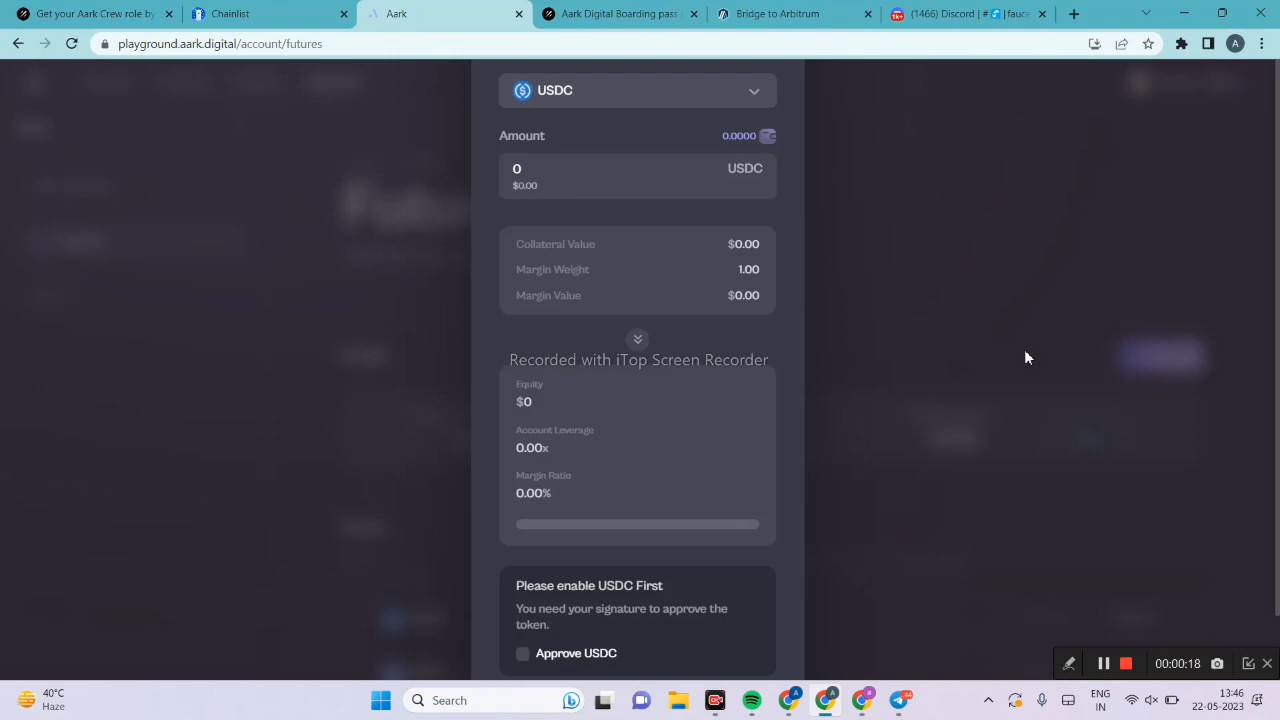 Get your Aark Crew role by
Chainlist
Aark
Aark Digital Boarding pass
Bridge to Arbitrum
(1466) Discord | # | fauce
playground.aark.digital/account/futures
A
USDC
Amount
0.0000
0
USDC
$0.00
Collateral Value
$0.00
Margin Weight
1.00
Margin Value
$0.00
Recorded with iTop Screen Recorder
Equity
$0
Account Leverage
0.00x
Margin Ratio
0.00%
Please enable USDC First
You need your signature to approve the
token.
Approve USDC
00:00:18
40°C
Haze
Search
44
ENG
IN
13:46
22-05-2023